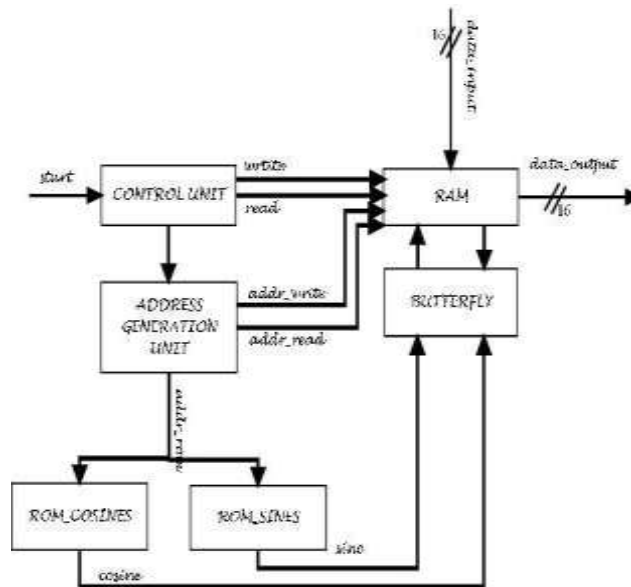 16
data_input
start
write
CONTROL UNIT
read
RAM
data_output
16
ADDRESS
GENERATION
UNIT
addr_write
addr_read
BUTTERFLY
addr_rom
ROM_COSINES
ROM_SINES
sine
cosine